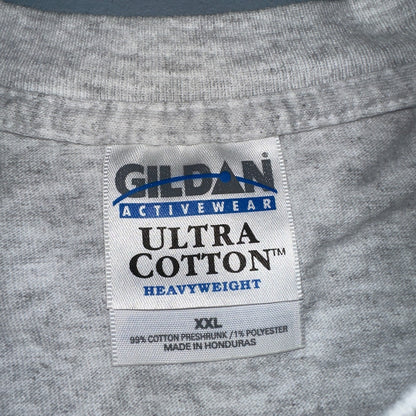 GILDAN
ACTIVEWEAR
ULTRA
COTTON™
HEAVYWEIGHT
XXL
99% COTTON PRESHRUNK / 1% POLYESTER
MADE IN HONDURAS